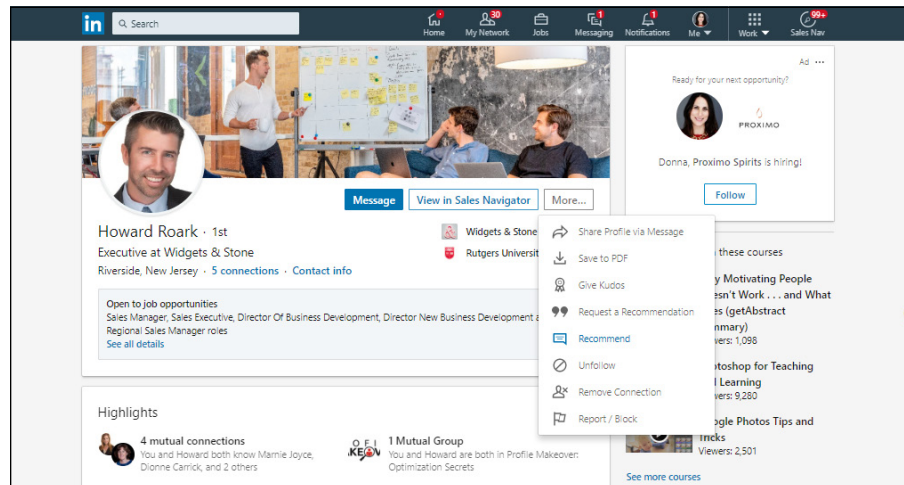 in
Search
Home
30
My Network
Jobs
1
Messaging
1
Notifications
Me
Work
99+
Sales Nav
Message
View in Sales Navigator
More...
Howard Roark · 1st
Executive at Widgets & Stone
Riverside, New Jersey · 5 connections · Contact info
Widgets & Stone
Rutgers Universit
Open to job opportunities
Sales Manager, Sales Executive, Director Of Business Development, Director New Business Development a
Regional Sales Manager roles
See all details
Share Profile via Message
Save to PDF
Give Kudos
Request a Recommendation
Recommend
Unfollow
Remove Connection
Report / Block
Highlights
4 mutual connections
You and Howard both know Marnie Joyce,
Dionne Carrick, and 2 others
1 Mutual Group
You and Howard are both in Profile Makeover:
Optimization Secrets
Ad ···
Ready for your next opportunity?
PROXIMO
Donna, Proximo Spirits is hiring!
Follow
these courses
y Motivating People
esn't Work . . . and What
es (getAbstract
mmary)
wers: 1,098
otoshop for Teaching
d Learning
wers: 9,280
ogle Photos Tips and
Tricks
Viewers: 2,501
See more courses